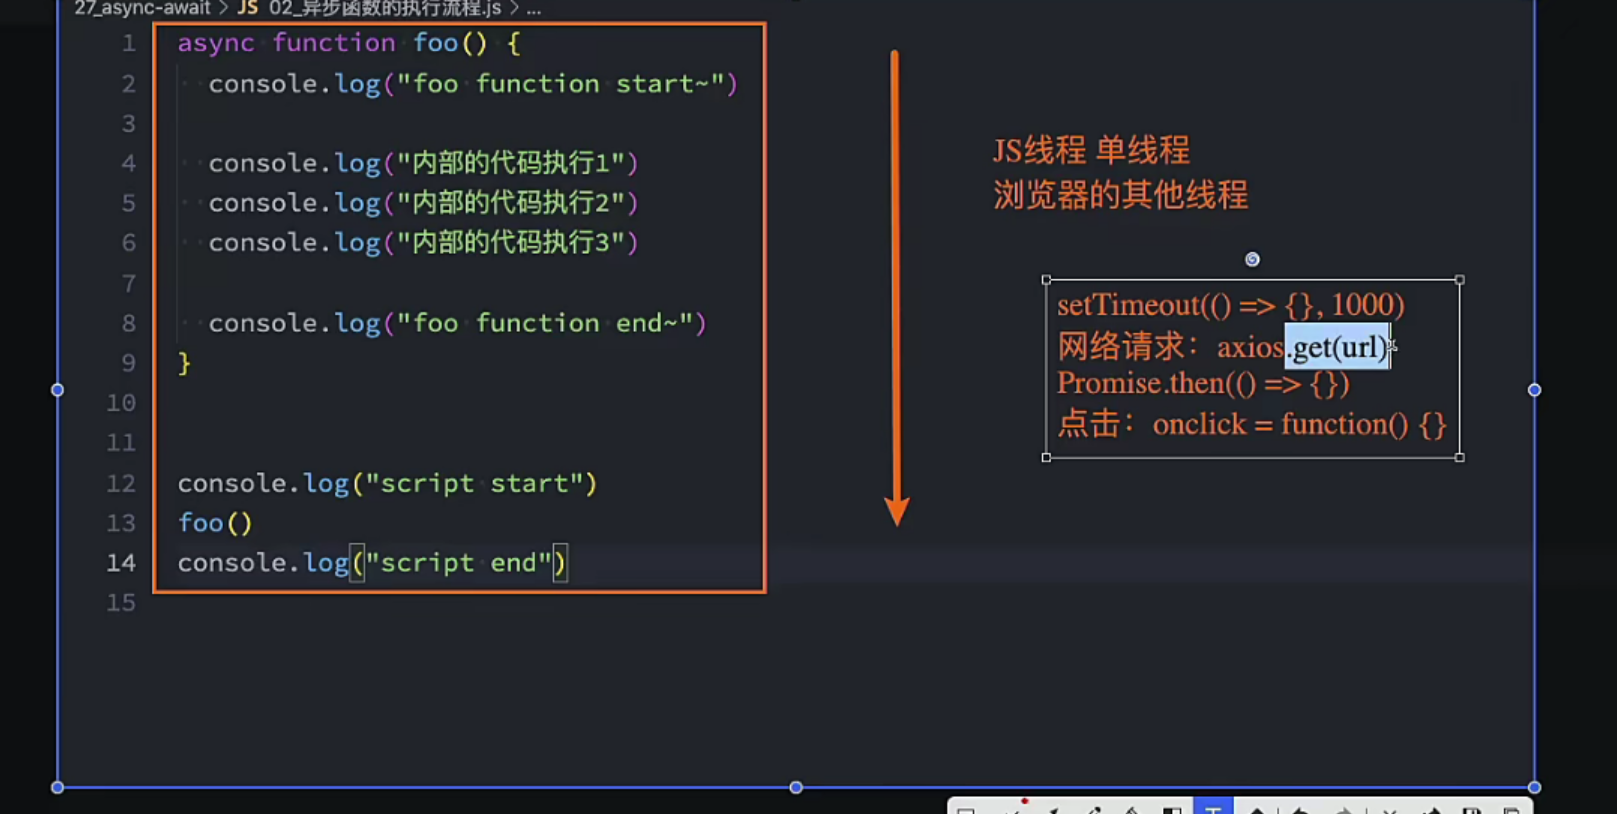 27_async-await > JS 02_异步函数的执行流程.js > ...
1 async function foo() {
2 console.log("foo function start~")
3
4 console.log("内部的代码执行1")
5 console.log("内部的代码执行2")
6 console.log("内部的代码执行3")
7
8 console.log("foo function end~")
9 }
10
11
12 console.log("script start")
13 foo()
14 console.log("script end")
15
JS线程 单线程
浏览器的其他线程
setTimeout(() => {}, 1000)
网络请求：axios.get(url)
Promise.then(() => {})
点击：onclick = function() {}